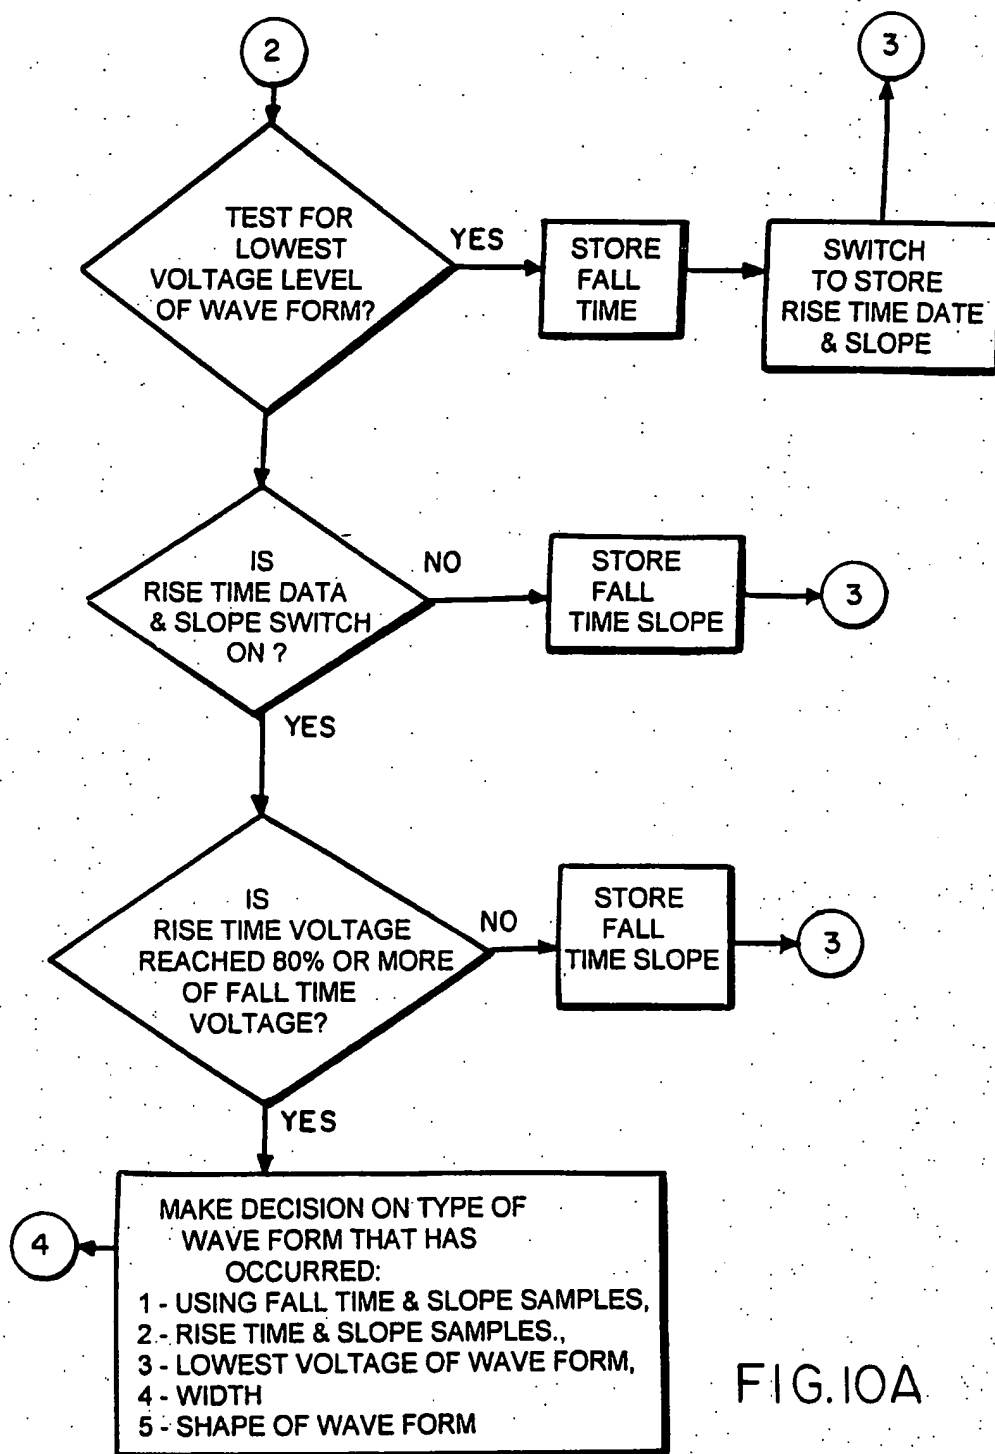 2
3
TEST FOR
LOWEST
VOLTAGE LEVEL
OF WAVE FORM?
YES
STORE
FALL
TIME
SWITCH
TO STORE
RISE TIME DATE
& SLOPE
IS
RISE TIME DATA
& SLOPE SWITCH
ON ?
NO
STORE
FALL
TIME SLOPE
3
YES
IS
RISE TIME VOLTAGE
REACHED 80% OR MORE
OF FALL TIME
VOLTAGE?
NO
STORE
FALL
TIME SLOPE
3
YES
MAKE DECISION ON TYPE OF
WAVE FORM THAT HAS
OCCURRED:
1 - USING FALL TIME & SLOPE SAMPLES,
2 - RISE TIME & SLOPE SAMPLES.,
3 - LOWEST VOLTAGE OF WAVE FORM,
4 - WIDTH
5 - SHAPE OF WAVE FORM
4
FIG.10A